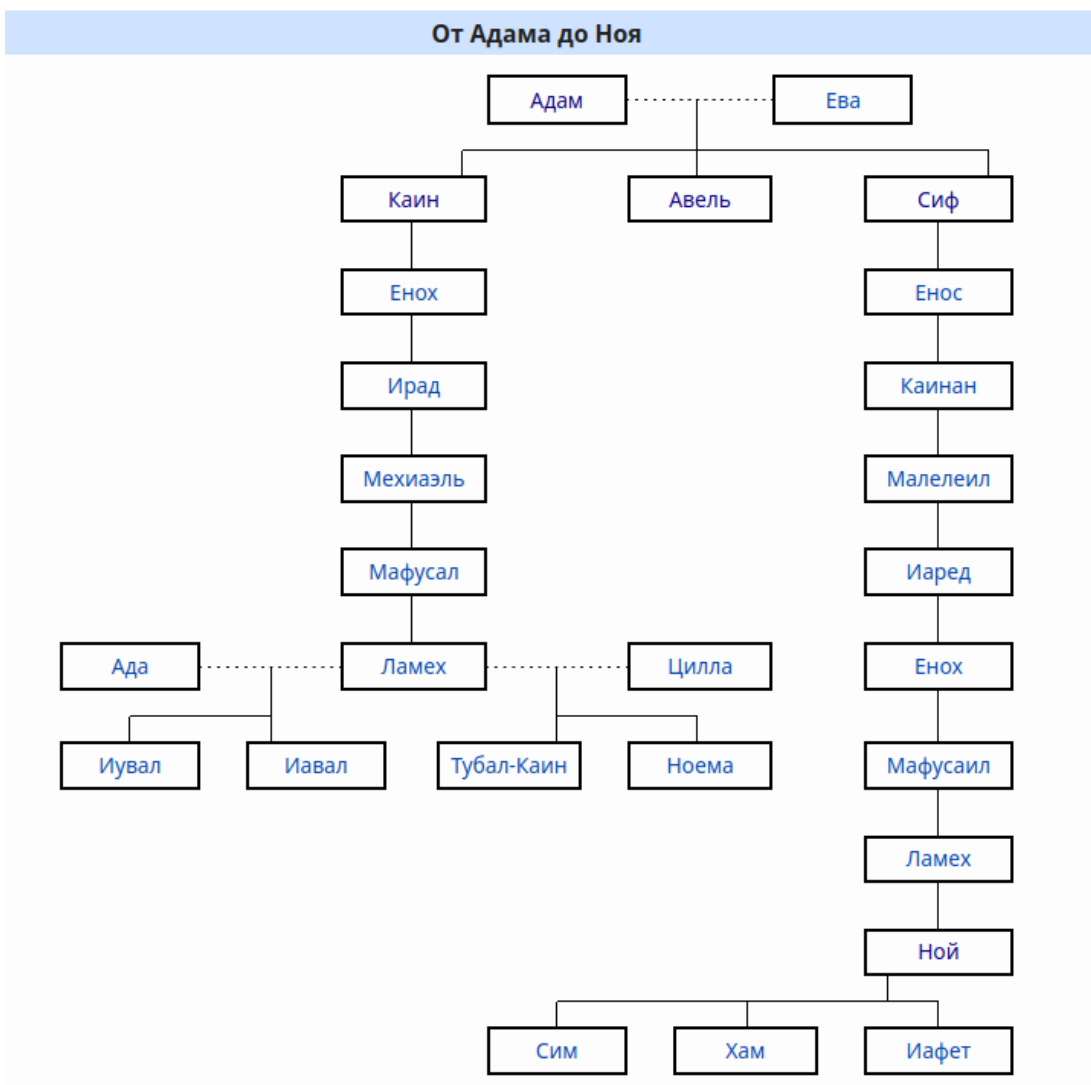 От Адама до Ноя
Адам Ева
Каин Авель Сиф
Енох Енос
Ирад Каинан
Мехиаэль Малелеил
Мафусал Иаред
Ада Ламех Цилла Енох
Иувал Иавал Тубал-Каин Ноема Мафусаил
Ламех
Ной
Сим Хам Иафет